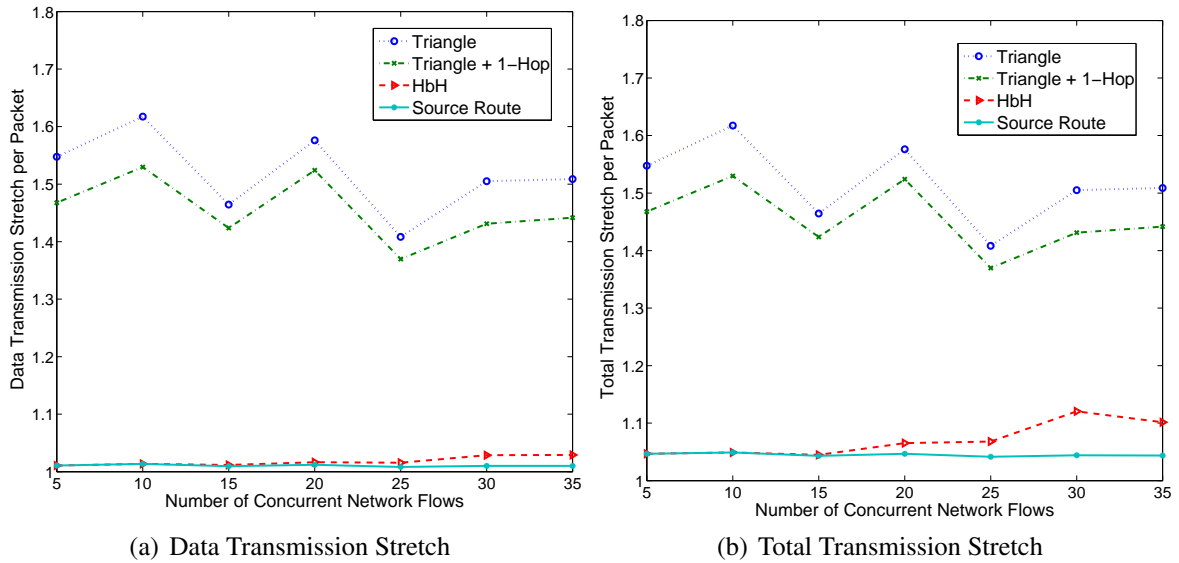 1.8
1.7
1.6
1.5
1.4
1.3
1.2
1.1
1
Data Transmission Stretch per Packet
Triangle
Triangle + 1−Hop
HbH
Source Route
5 10 15 20 25 30 35
Number of Concurrent Network Flows
(a) Data Transmission Stretch
1.8
1.7
1.6
1.5
1.4
1.3
1.2
1.1
1
Total Transmission Stretch per Packet
Triangle
Triangle + 1−Hop
HbH
Source Route
5 10 15 20 25 30 35
Number of Concurrent Network Flows
(b) Total Transmission Stretch